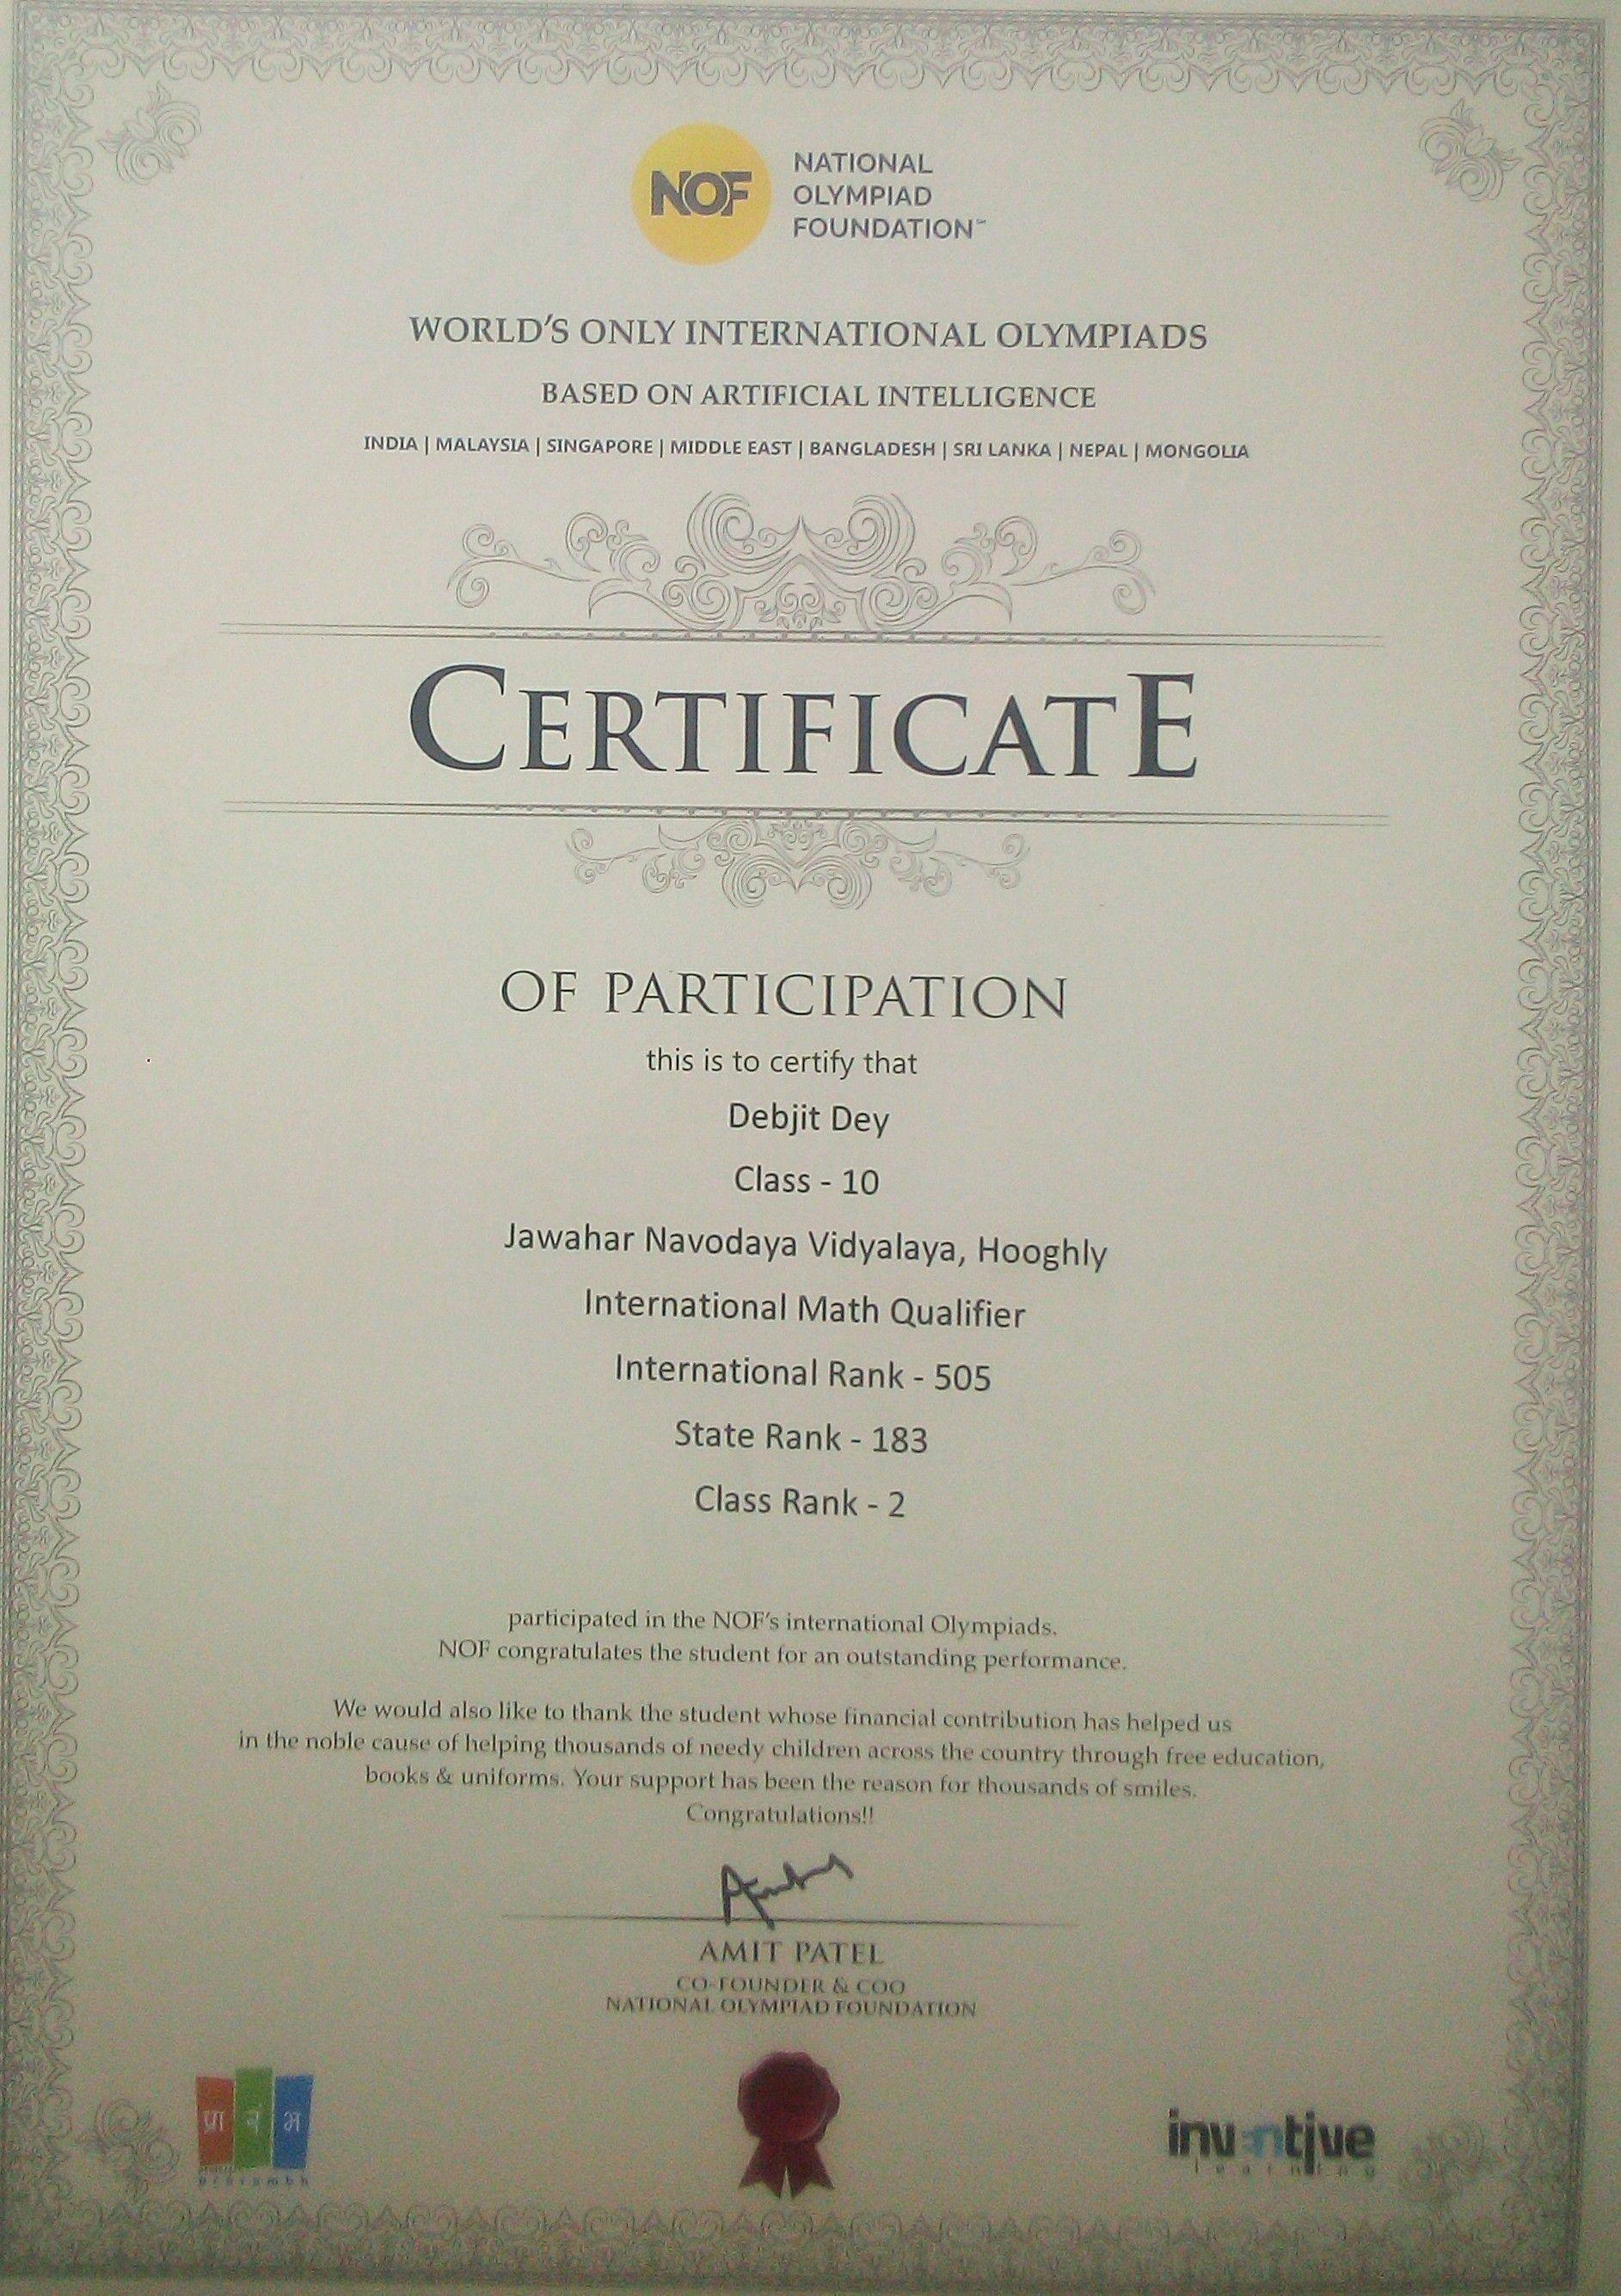 NOF
NATIONAL
OLYMPIAD
FOUNDATION℠
WORLD'S ONLY INTERNATIONAL OLYMPIADS
BASED ON ARTIFICIAL INTELLIGENCE
INDIA | MALAYSIA | SINGAPORE | MIDDLE EAST | BANGLADESH | SRI LANKA | NEPAL | MONGOLIA
CERTIFICATE
OF PARTICIPATION
this is to certify that
Debjit Dey
Class - 10
Jawahar Navodaya Vidyalaya, Hooghly
International Math Qualifier
International Rank - 505
State Rank - 183
Class Rank - 2
participated in the NOF's international Olympiads.
NOF congratulates the student for an outstanding performance.
We would also like to thank the student whose financial contribution has helped us
in the noble cause of helping thousands of needy children across the country through free education,
books & uniforms. Your support has been the reason for thousands of smiles.
Congratulations!!
AMIT PATEL
CO-FOUNDER & COO
NATIONAL OLYMPIAD FOUNDATION
inventive
learning